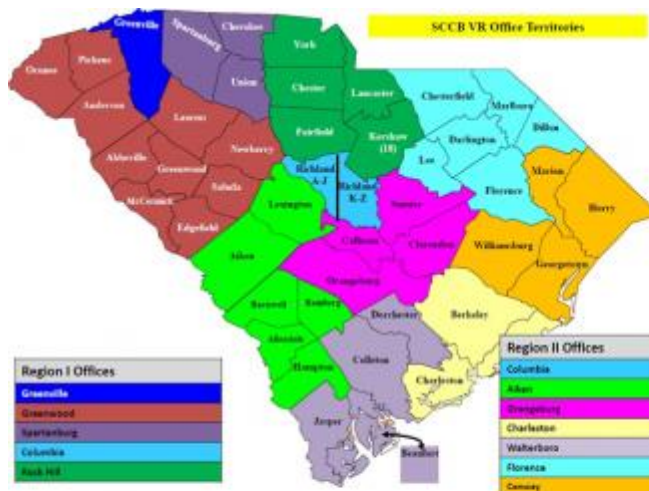 SCCB VR Office Territories
Cherokee
Greenville
Spartanburg
York
Pickens
Oconee
Union
Chester
Lancaster
Anderson
Laurens
Chesterfield
Marlboro
Dillon
Fairfield
Kershaw
(18)
Darlington
Abbeville
Newberry
Greenwood
Lee
Richland
A-J
Richland
K-Z
Marion
Saluda
Florence
McCormick
Lexington
Sumter
Horry
Edgefield
Calhoun
Clarendon
Williamsburg
Aiken
Georgetown
Orangeburg
Barnwell
Bamberg
Dorchester
Berkeley
Allendale
Colleton
Hampton
Charleston
Jasper
Beaufort
Region I Offices
Greenville
Greenwood
Spartanburg
Columbia
Rock Hill
Region II Offices
Columbia
Aiken
Orangeburg
Charleston
Walterboro
Florence
Conway